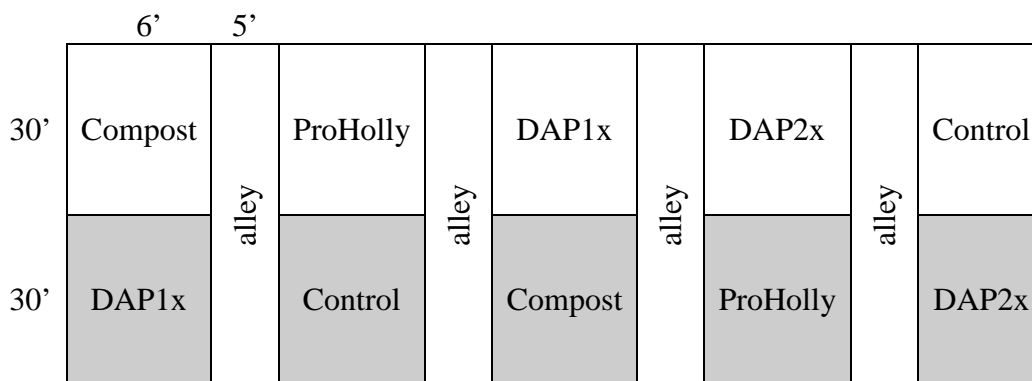 6’ 5’
30’ Compost ProHolly DAP1x DAP2x Control
alley alley alley alley
30’ DAP1x Control Compost ProHolly DAP2x